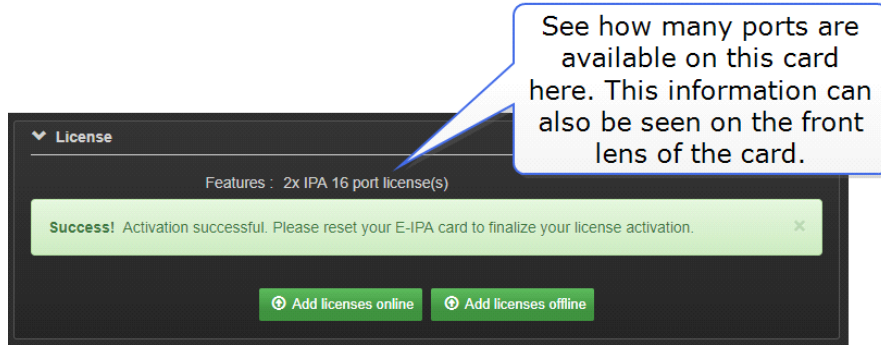 See how many ports are
available on this card
here. This information can
also be seen on the front
lens of the card.
License
Features : 2x IPA 16 port license(s)
Success! Activation successful. Please reset your E-IPA card to finalize your license activation. ×
Add licenses online Add licenses offline